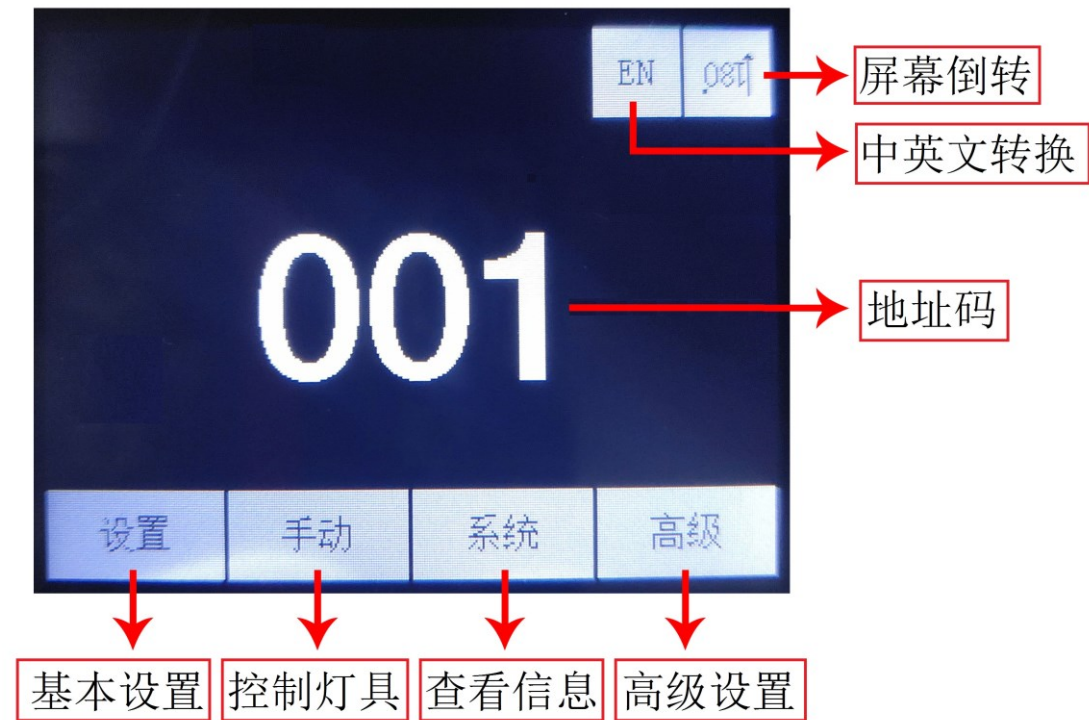 EN
180
屏幕倒转
中英文转换
001
地址码
设置
手动
系统
高级
基本设置
控制灯具
查看信息
高级设置